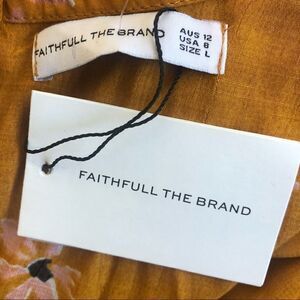 FAITHFULL THE BRAND
AUS 12
USA 8
SIZE L
FAITHFULL THE BRAND